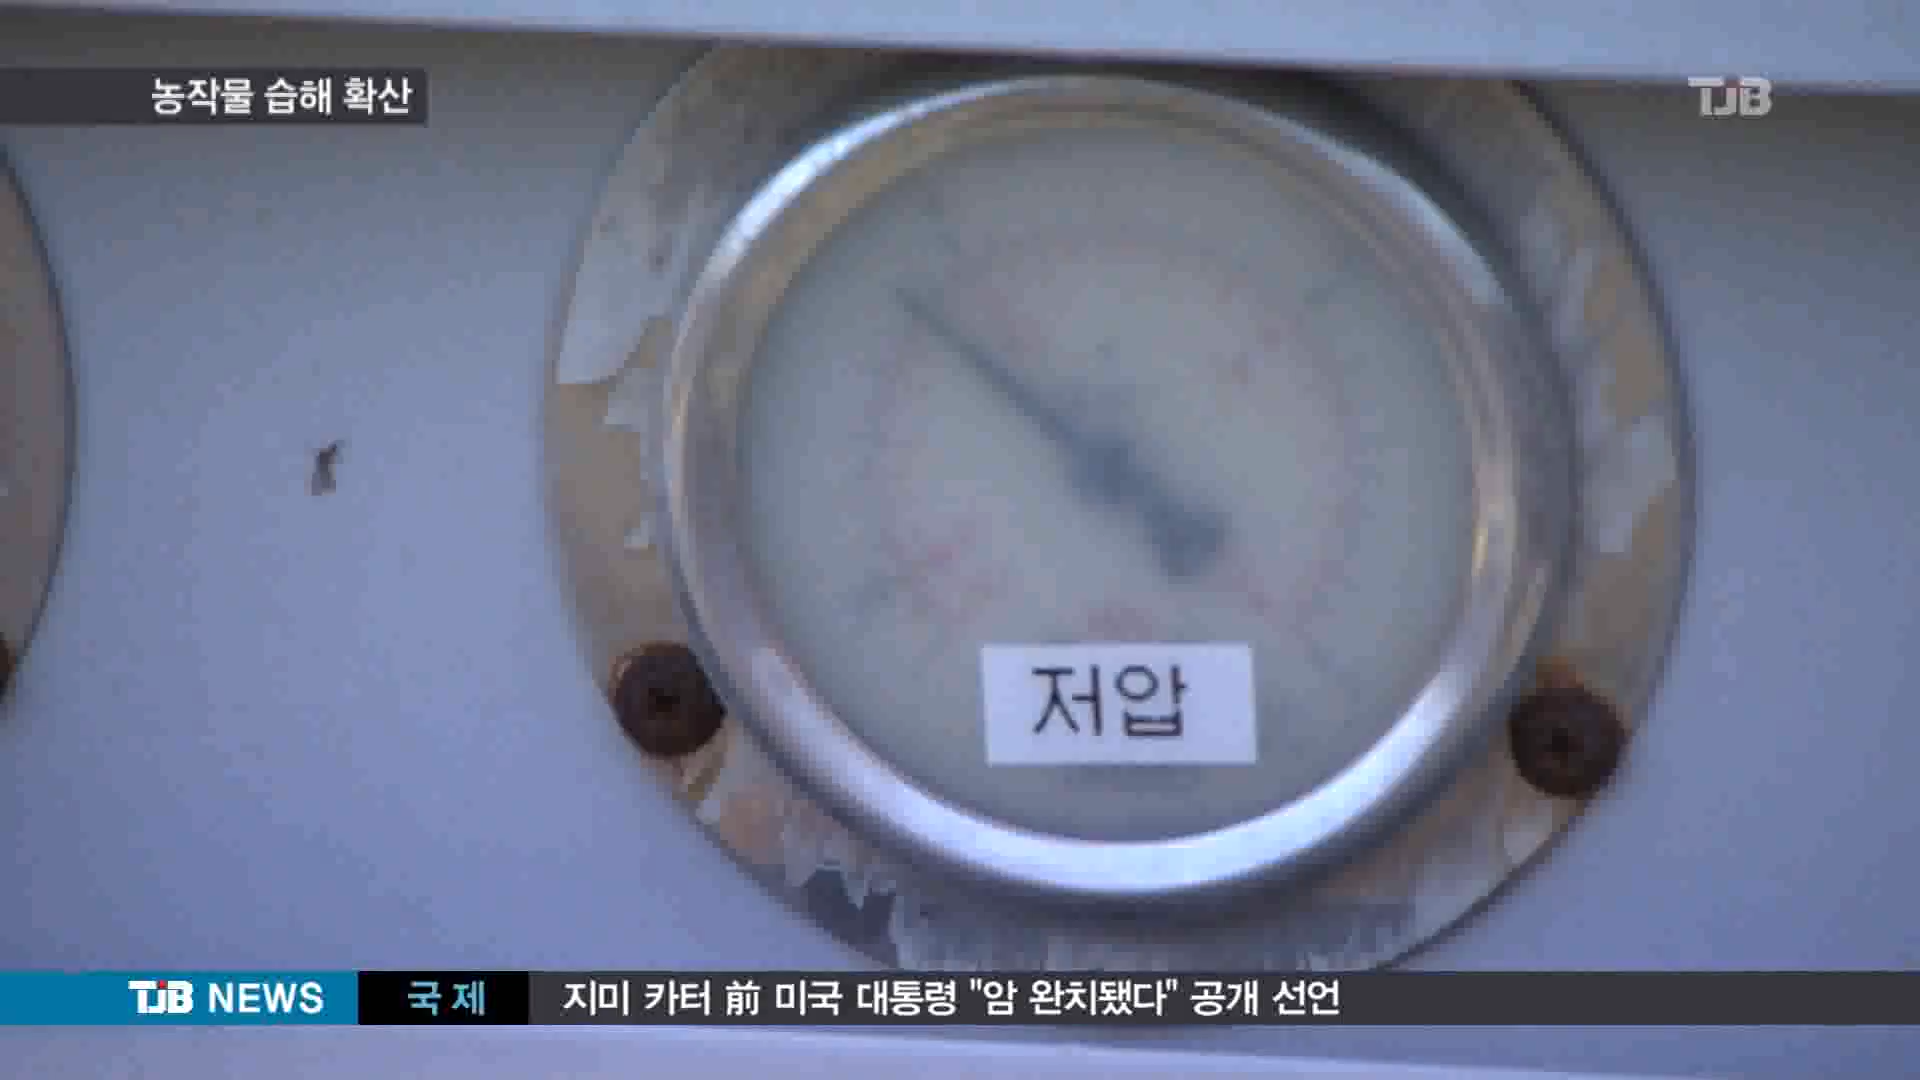 농작물 습해 확산
TJB
저압
TJB NEWS
국제
지미 카터 前 미국 대통령 "암 완치됐다" 공개 선언